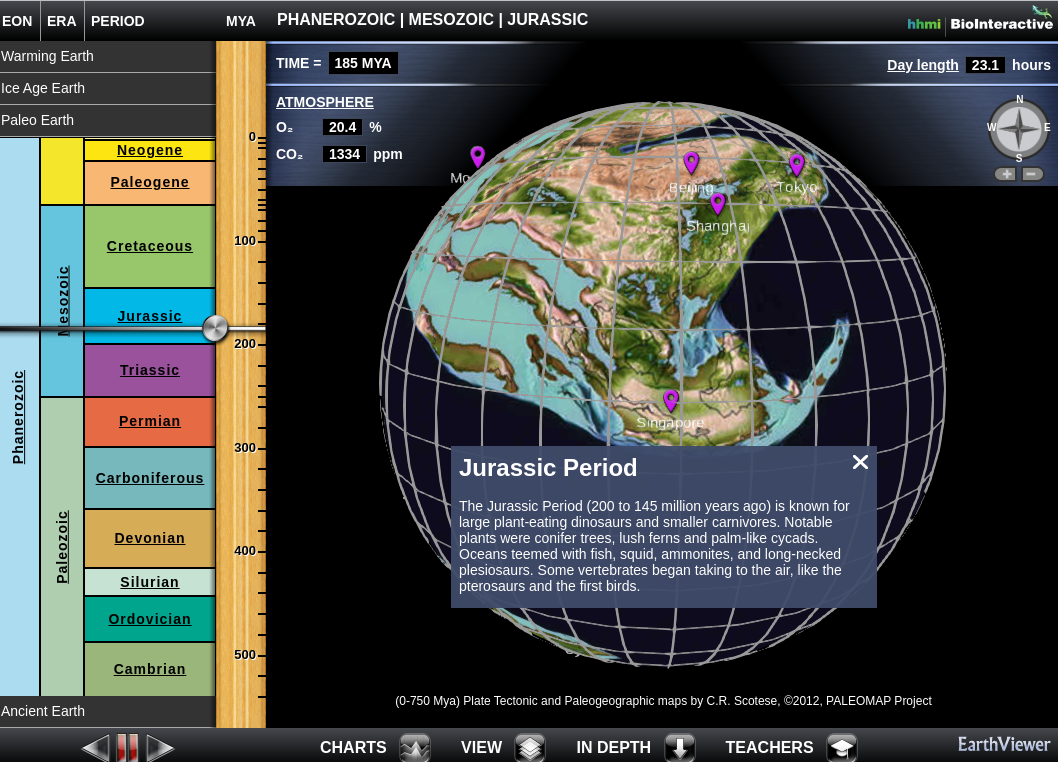 EON ERA PERIOD MYA
PHANEROZOIC | MESOZOIC | JURASSIC
hhmi BioInteractive
Warming Earth
Ice Age Earth
Paleo Earth
TIME = 185 MYA
Day length 23.1 hours
ATMOSPHERE
O₂ 20.4 %
CO₂ 1334 ppm
N
W E
S
Phanerozoic
Mesozoic
Paleozoic
Neogene
Paleogene
Cretaceous
Jurassic
Triassic
Permian
Carboniferous
Devonian
Silurian
Ordovician
Cambrian
0
100
200
300
400
500
Ancient Earth
Beijing
Tokyo
Shanghai
Singapore
Jurassic Period
The Jurassic Period (200 to 145 million years ago) is known for
large plant-eating dinosaurs and smaller carnivores. Notable
plants were conifer trees, lush ferns and palm-like cycads.
Oceans teemed with fish, squid, ammonites, and long-necked
plesiosaurs. Some vertebrates began taking to the air, like the
pterosaurs and the first birds.
(0-750 Mya) Plate Tectonic and Paleogeographic maps by C.R. Scotese, ©2012, PALEOMAP Project
CHARTS VIEW IN DEPTH TEACHERS
EarthViewer